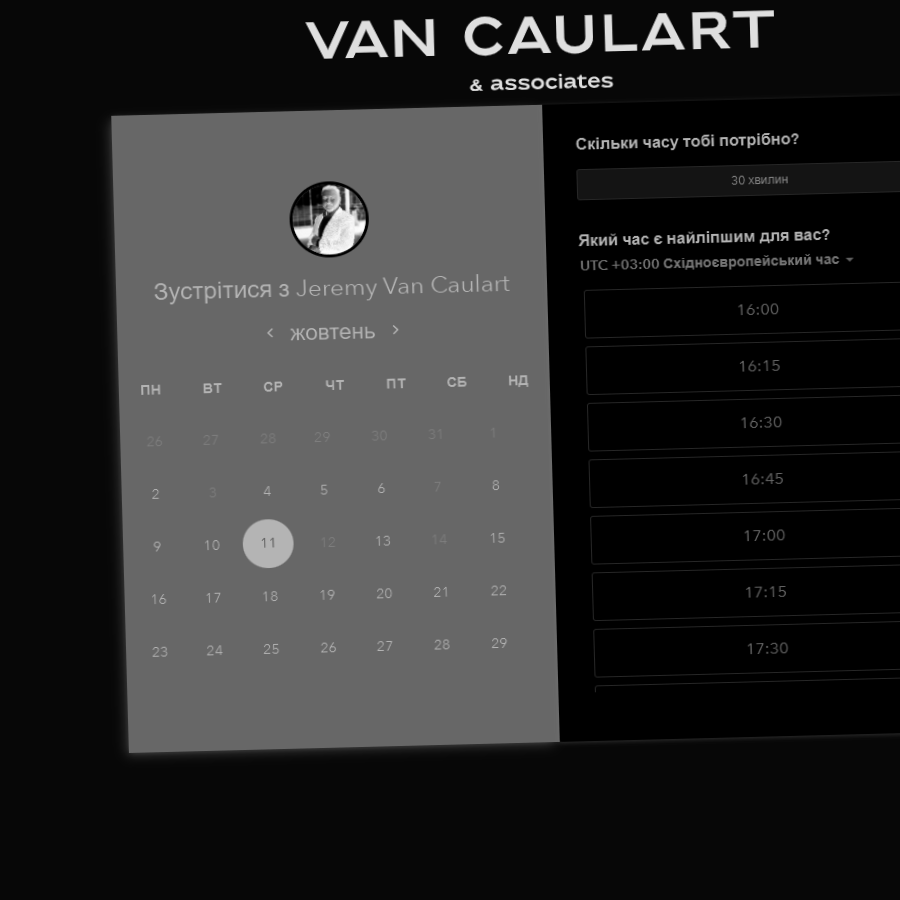 VAN CAULART
& associates
Зустрітися з Jeremy Van Caulart
‹ жовтень ›
ПН ВТ СР ЧТ ПТ СБ НД
26 27 28 29 30 31 1
2 3 4 5 6 7 8
9 10 11 12 13 14 15
16 17 18 19 20 21 22
23 24 25 26 27 28 29
Скільки часу тобі потрібно?
30 хвилин
Який час є найліпшим для вас?
UTC +03:00 Східноєвропейський час
16:00
16:15
16:30
16:45
17:00
17:15
17:30